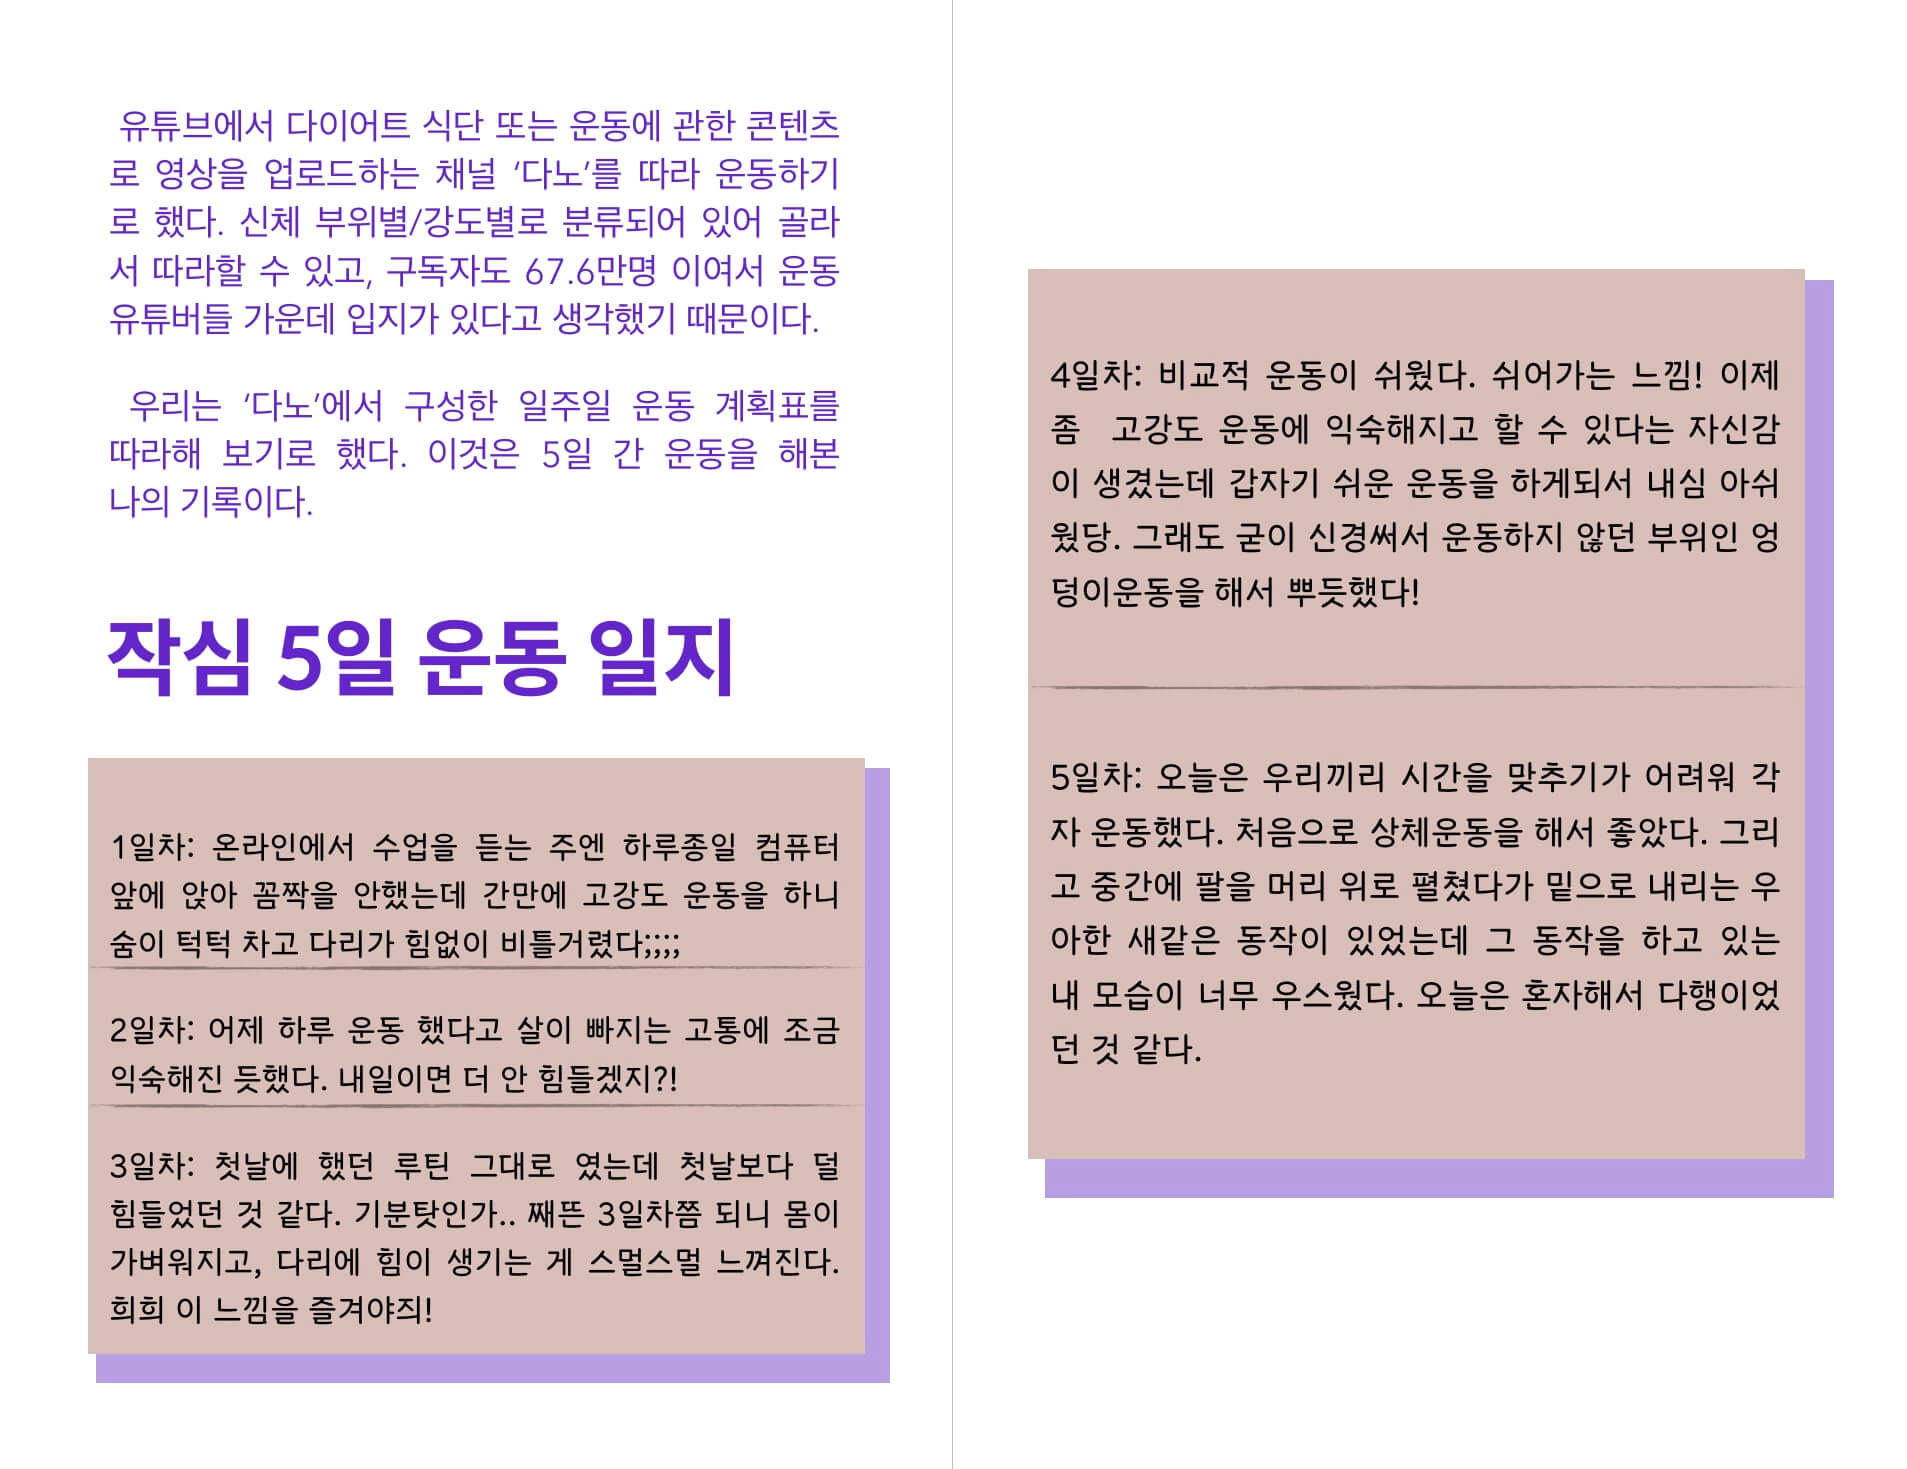 유튜브에서 다이어트 식단 또는 운동에 관한 콘텐츠
로 영상을 업로드하는 채널 ‘다노’를 따라 운동하기
로 했다. 신체 부위별/강도별로 분류되어 있어 골라
서 따라할 수 있고, 구독자도 67.6만명 이여서 운동
유튜버들 가운데 입지가 있다고 생각했기 때문이다.
우리는 ‘다노’에서 구성한 일주일 운동 계획표를
따라해 보기로 했다. 이것은 5일 간 운동을 해본
나의 기록이다.
작심 5일 운동 일지
1일차: 온라인에서 수업을 듣는 주엔 하루종일 컴퓨터
앞에 앉아 꼼짝을 안했는데 간만에 고강도 운동을 하니
숨이 턱턱 차고 다리가 힘없이 비틀거렸다;;;;
2일차: 어제 하루 운동 했다고 살이 빠지는 고통에 조금
익숙해진 듯했다. 내일이면 더 안 힘들겠지?!
3일차: 첫날에 했던 루틴 그대로 였는데 첫날보다 덜
힘들었던 것 같다. 기분탓인가.. 째뜬 3일차쯤 되니 몸이
가벼워지고, 다리에 힘이 생기는 게 스멀스멀 느껴진다.
희희 이 느낌을 즐겨야즤!
4일차: 비교적 운동이 쉬웠다. 쉬어가는 느낌! 이제
좀 고강도 운동에 익숙해지고 할 수 있다는 자신감
이 생겼는데 갑자기 쉬운 운동을 하게되서 내심 아쉬
웠당. 그래도 굳이 신경써서 운동하지 않던 부위인 엉
덩이운동을 해서 뿌듯했다!
5일차: 오늘은 우리끼리 시간을 맞추기가 어려워 각
자 운동했다. 처음으로 상체운동을 해서 좋았다. 그리
고 중간에 팔을 머리 위로 펼쳤다가 밑으로 내리는 우
아한 새같은 동작이 있었는데 그 동작을 하고 있는
내 모습이 너무 우스웠다. 오늘은 혼자해서 다행이었
던 것 같다.